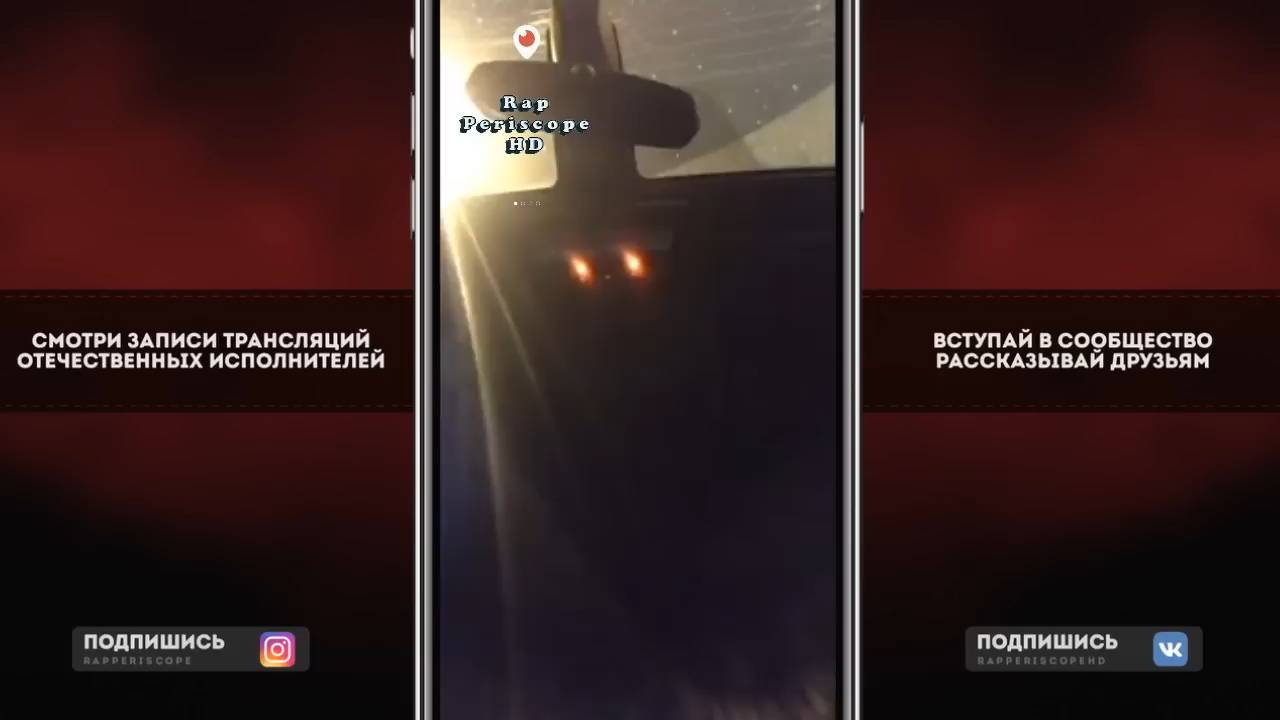 Rap
Periscope
HD
СМОТРИ ЗАПИСИ ТРАНСЛЯЦИЙ
ОТЕЧЕСТВЕННЫХ ИСПОЛНИТЕЛЕЙ
ВСТУПАЙ В СООБЩЕСТВО
РАССКАЗЫВАЙ ДРУЗЬЯМ
ПОДПИШИСЬ
RAPPERISCOPE
ПОДПИШИСЬ
RAPPERISCOPEHD